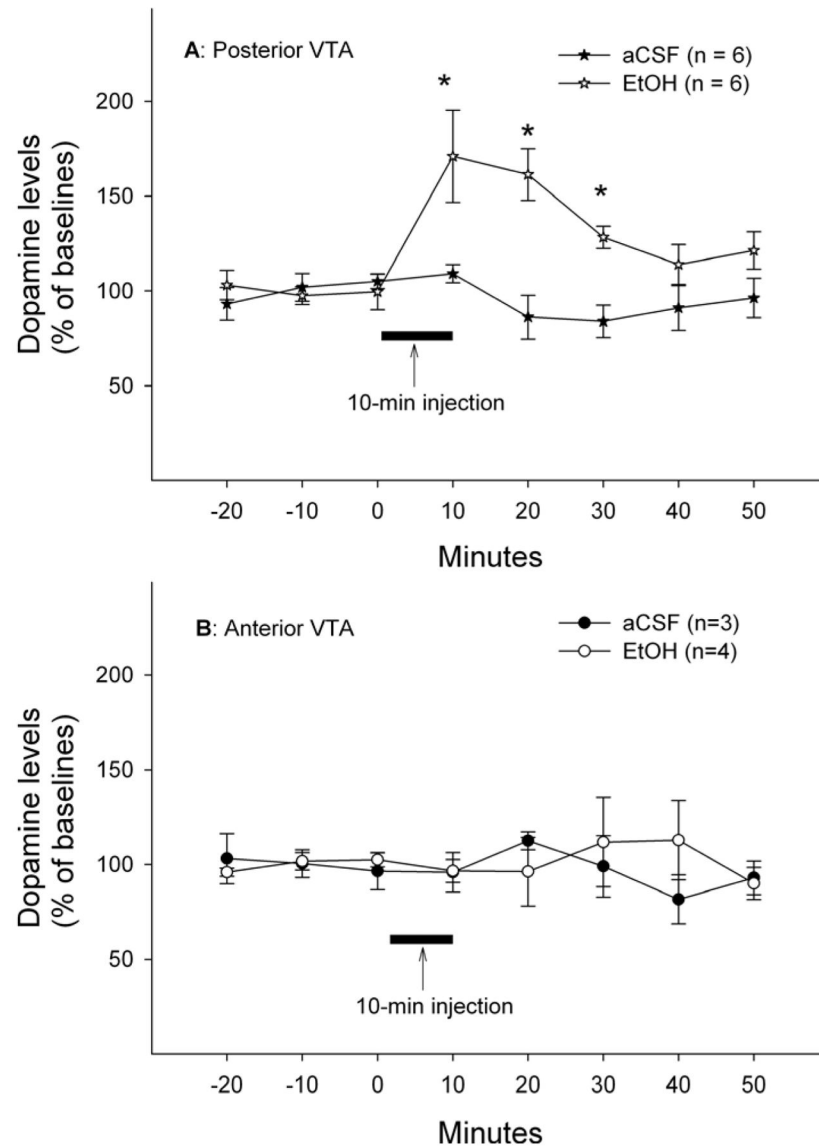 A: Posterior VTA
aCSF (n = 6)
EtOH (n = 6)
*
*
*
200
150
100
50
Dopamine levels
(% of baselines)
10-min injection
-20 -10 0 10 20 30 40 50
Minutes
B: Anterior VTA
aCSF (n=3)
EtOH (n=4)
200
150
100
50
Dopamine levels
(% of baselines)
10-min injection
-20 -10 0 10 20 30 40 50
Minutes